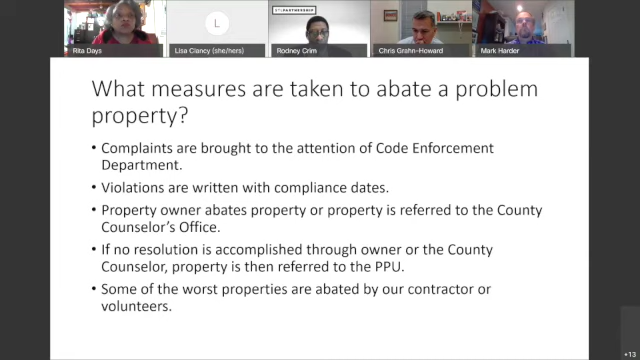 STLPARTNERSHIP
Rita Days
L
Lisa Clancy (she/hers)
Rodney Crim
Chris Grahn-Howard
Mark Harder
What measures are taken to abate a problem
property?
• Complaints are brought to the attention of Code Enforcement
Department.
• Violations are written with compliance dates.
• Property owner abates property or property is referred to the County
Counselor's Office.
• If no resolution is accomplished through owner or the County
Counselor, property is then referred to the PPU.
• Some of the worst properties are abated by our contractor or
volunteers.
+13